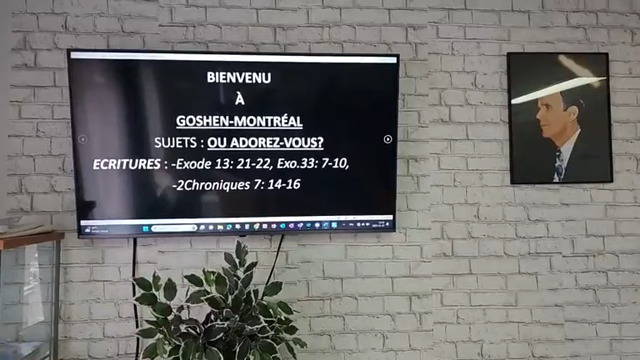 BIENVENU
À
GOSHEN-MONTRÉAL
SUJETS : OU ADOREZ-VOUS?
ECRITURES : -Exode 13: 21-22, Exo.33: 7-10,
-2Chroniques 7: 14-16